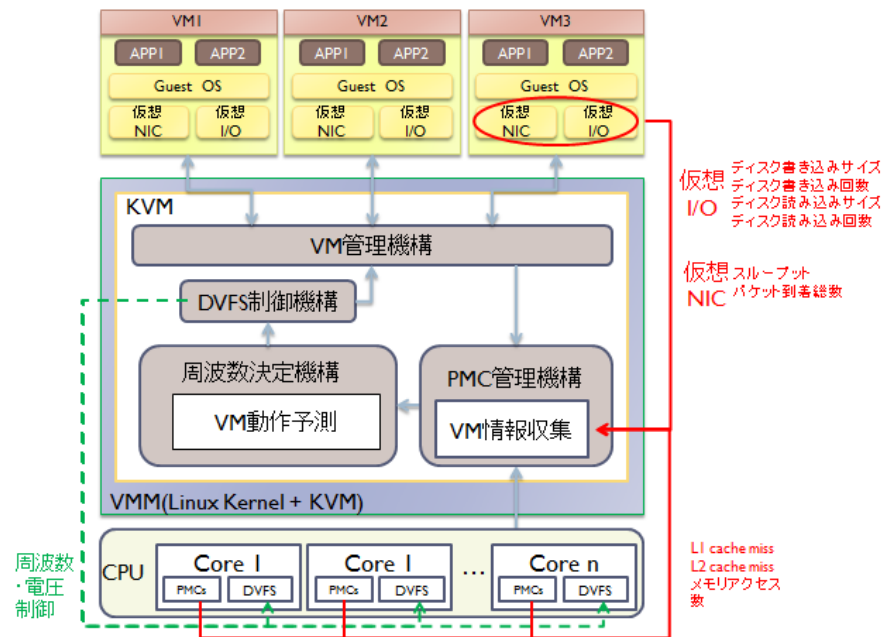 VM1
VM2
VM3
APP1
APP2
APP1
APP2
APP1
APP2
Guest OS
Guest OS
Guest OS
仮想
NIC
仮想
I/O
仮想
NIC
仮想
I/O
仮想
NIC
仮想
I/O
仮想
I/O
ディスク書き込みサイズ
ディスク書き込み回数
ディスク読み込みサイズ
ディスク読み込み回数
仮想
NIC
スループット
パケット到着総数
KVM
VM管理機構
DVFS制御機構
周波数決定機構
VM動作予測
PMC管理機構
VM情報収集
VMM(Linux Kernel + KVM)
周波数
・電圧
制御
CPU
Core 1
PMCs
DVFS
Core 1
PMCs
DVFS
…
Core n
PMCs
DVFS
L1 cache miss
L2 cache miss
メモリアクセス
数